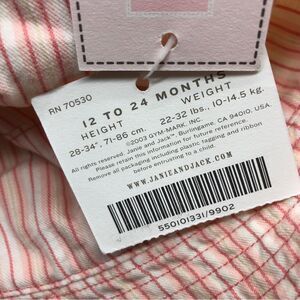 RN 70530
12 TO 24 MONTHS
HEIGHT WEIGHT
28-34". 71-86 cm. 22-32 lbs., 10-14.5 kg.
©2003 GYM-MARK, INC.
All rights reserved. Janie and Jack™, Burlingame, CA 94010, USA.
Please retain this information for future reference.
Remove all packaging including plastic tagging and ribbon
before entrusting to a child.
WWW.JANIEANDJACK.COM
550101331/9902